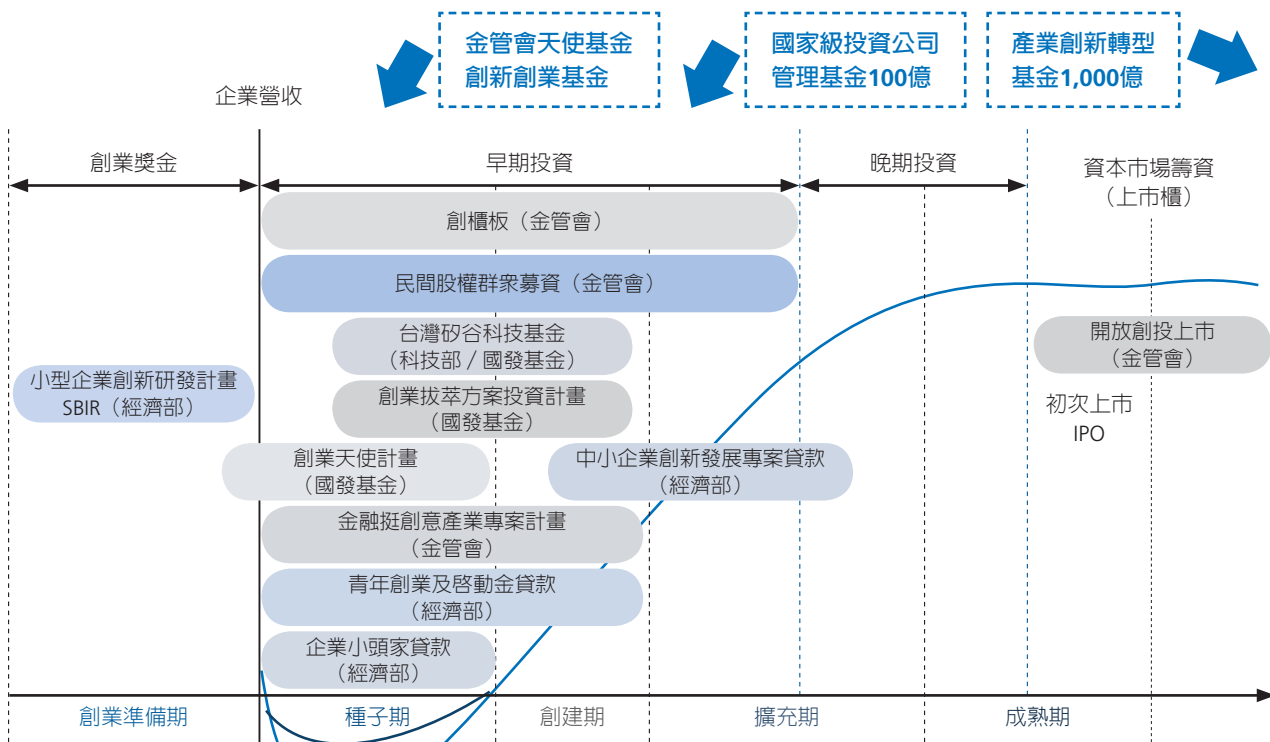 金管會天使基金
創新創業基金
國家級投資公司
管理基金100億
產業創新轉型
基金1,000億
企業營收
創業獎金
早期投資
晚期投資
資本市場籌資
（上市櫃）
創櫃板（金管會）
民間股權群眾募資（金管會）
台灣矽谷科技基金
（科技部 / 國發基金）
開放創投上市
（金管會）
小型企業創新研發計畫
SBIR（經濟部）
創業拔萃方案投資計畫
（國發基金）
初次上市
IPO
創業天使計畫
（國發基金）
中小企業創新發展專案貸款
（經濟部）
金融挺創意產業專案計畫
（金管會）
青年創業及啓動金貸款
（經濟部）
企業小頭家貸款
（經濟部）
創業準備期
種子期
創建期
擴充期
成熟期